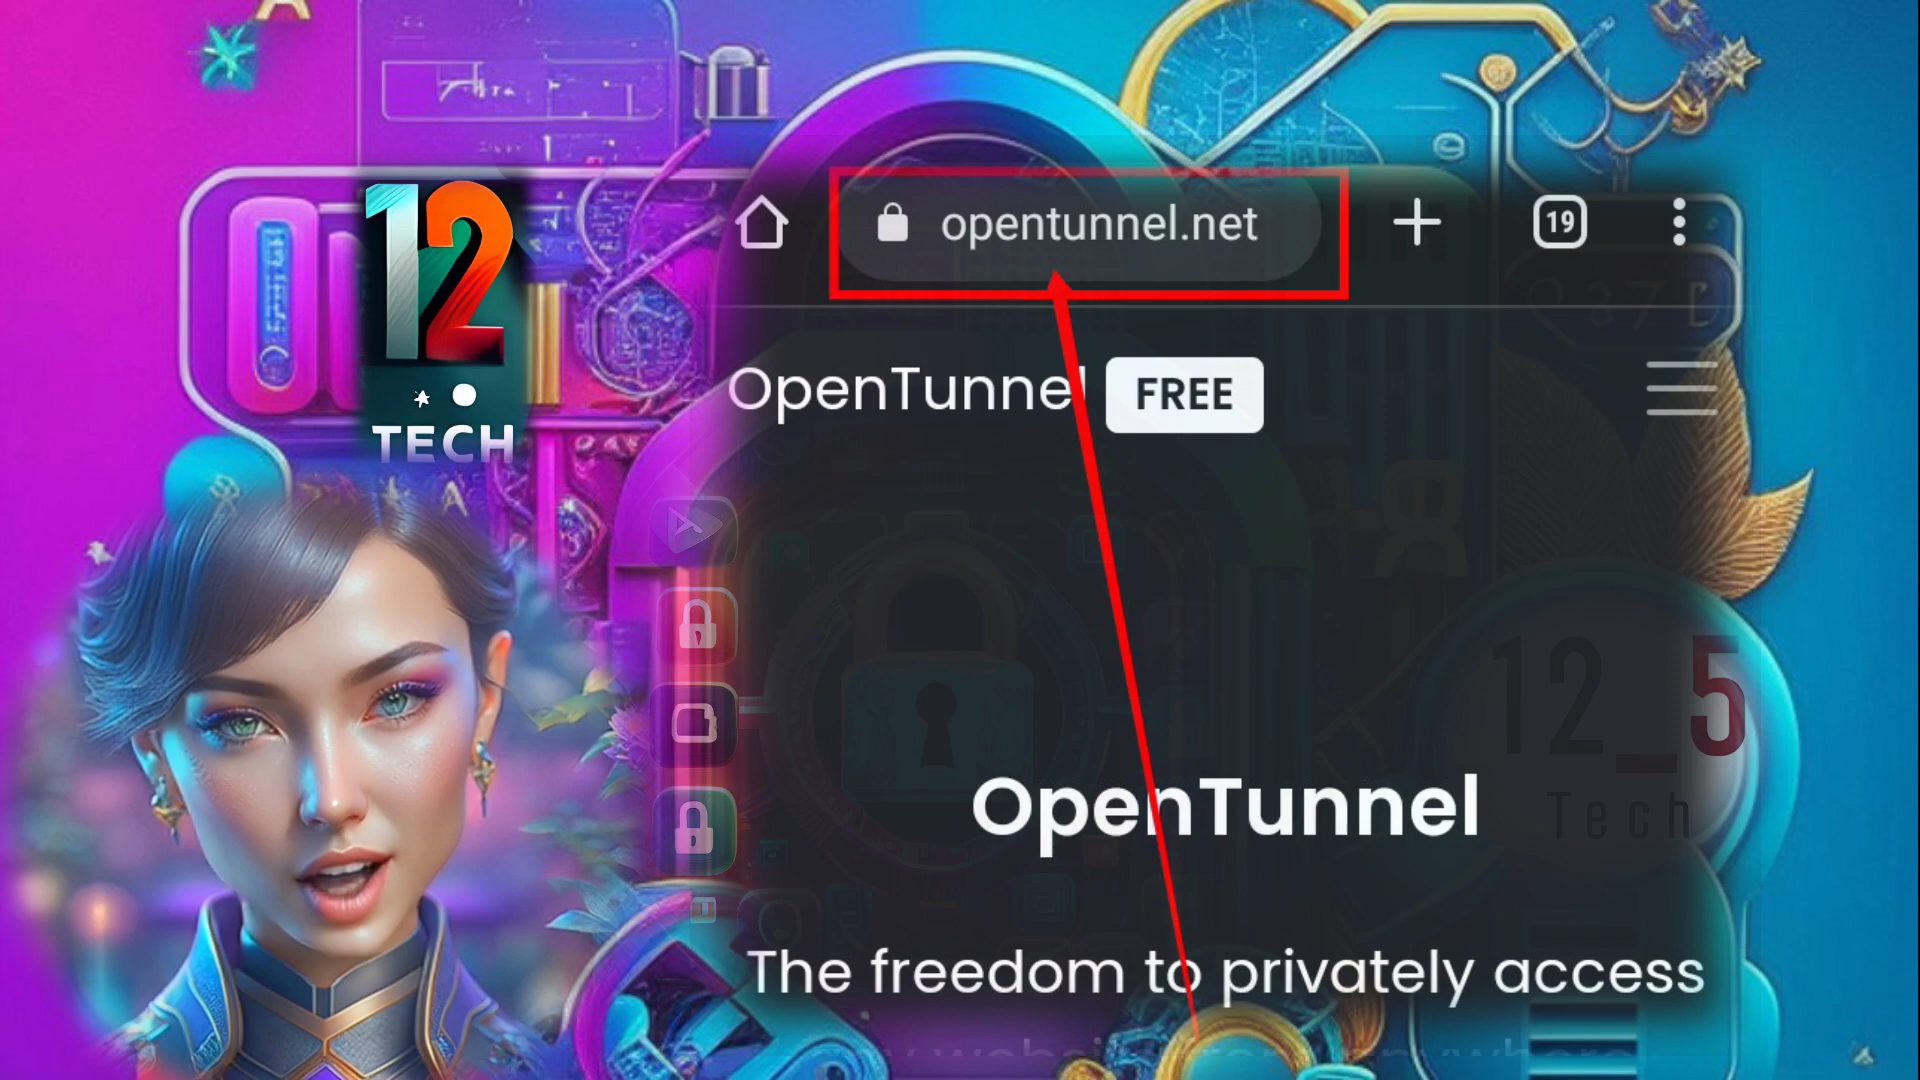 12
TECH
opentunnel.net
19
OpenTunnel FREE
12_5
Tech
OpenTunnel
The freedom to privately access